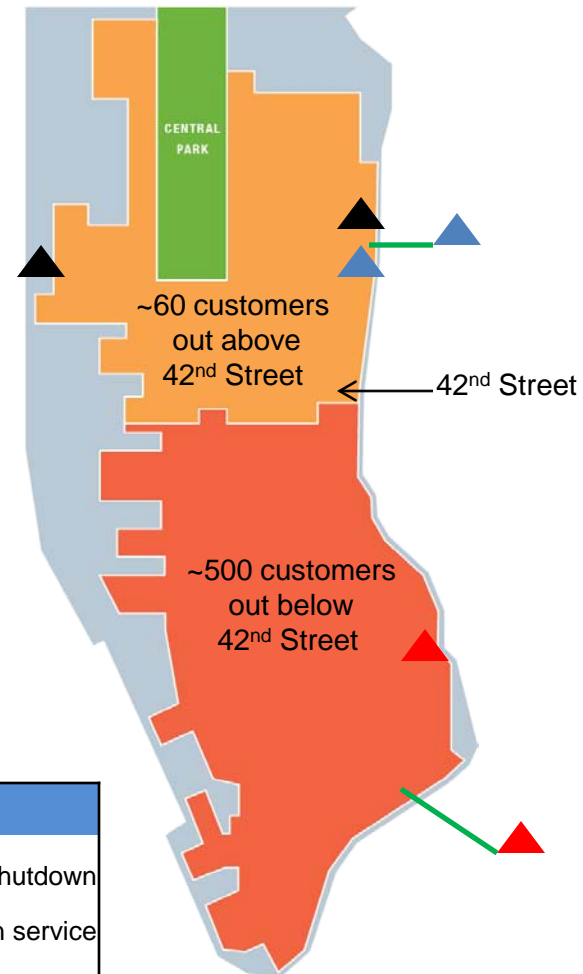 CENTRAL
PARK
~60 customers
out above
42nd Street
42nd Street
~500 customers
out below
42nd Street
hutdown
n service